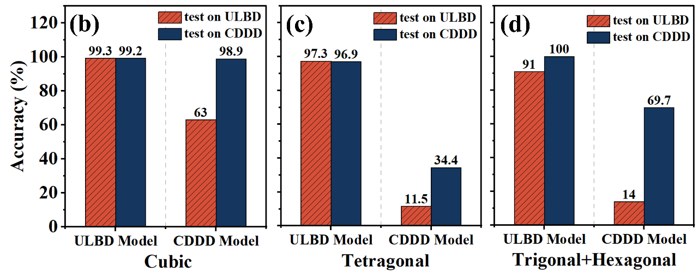 (b)
test on ULBD
test on CDDD
99.3 99.2
98.9
63
Accuracy (%)
120
100
80
60
40
20
0
ULBD Model CDDD Model
Cubic
(c)
test on ULBD
test on CDDD
97.3 96.9
34.4
11.5
ULBD Model CDDD Model
Tetragonal
(d)
test on ULBD
test on CDDD
100
91
69.7
14
ULBD Model CDDD Model
Trigonal+Hexagonal